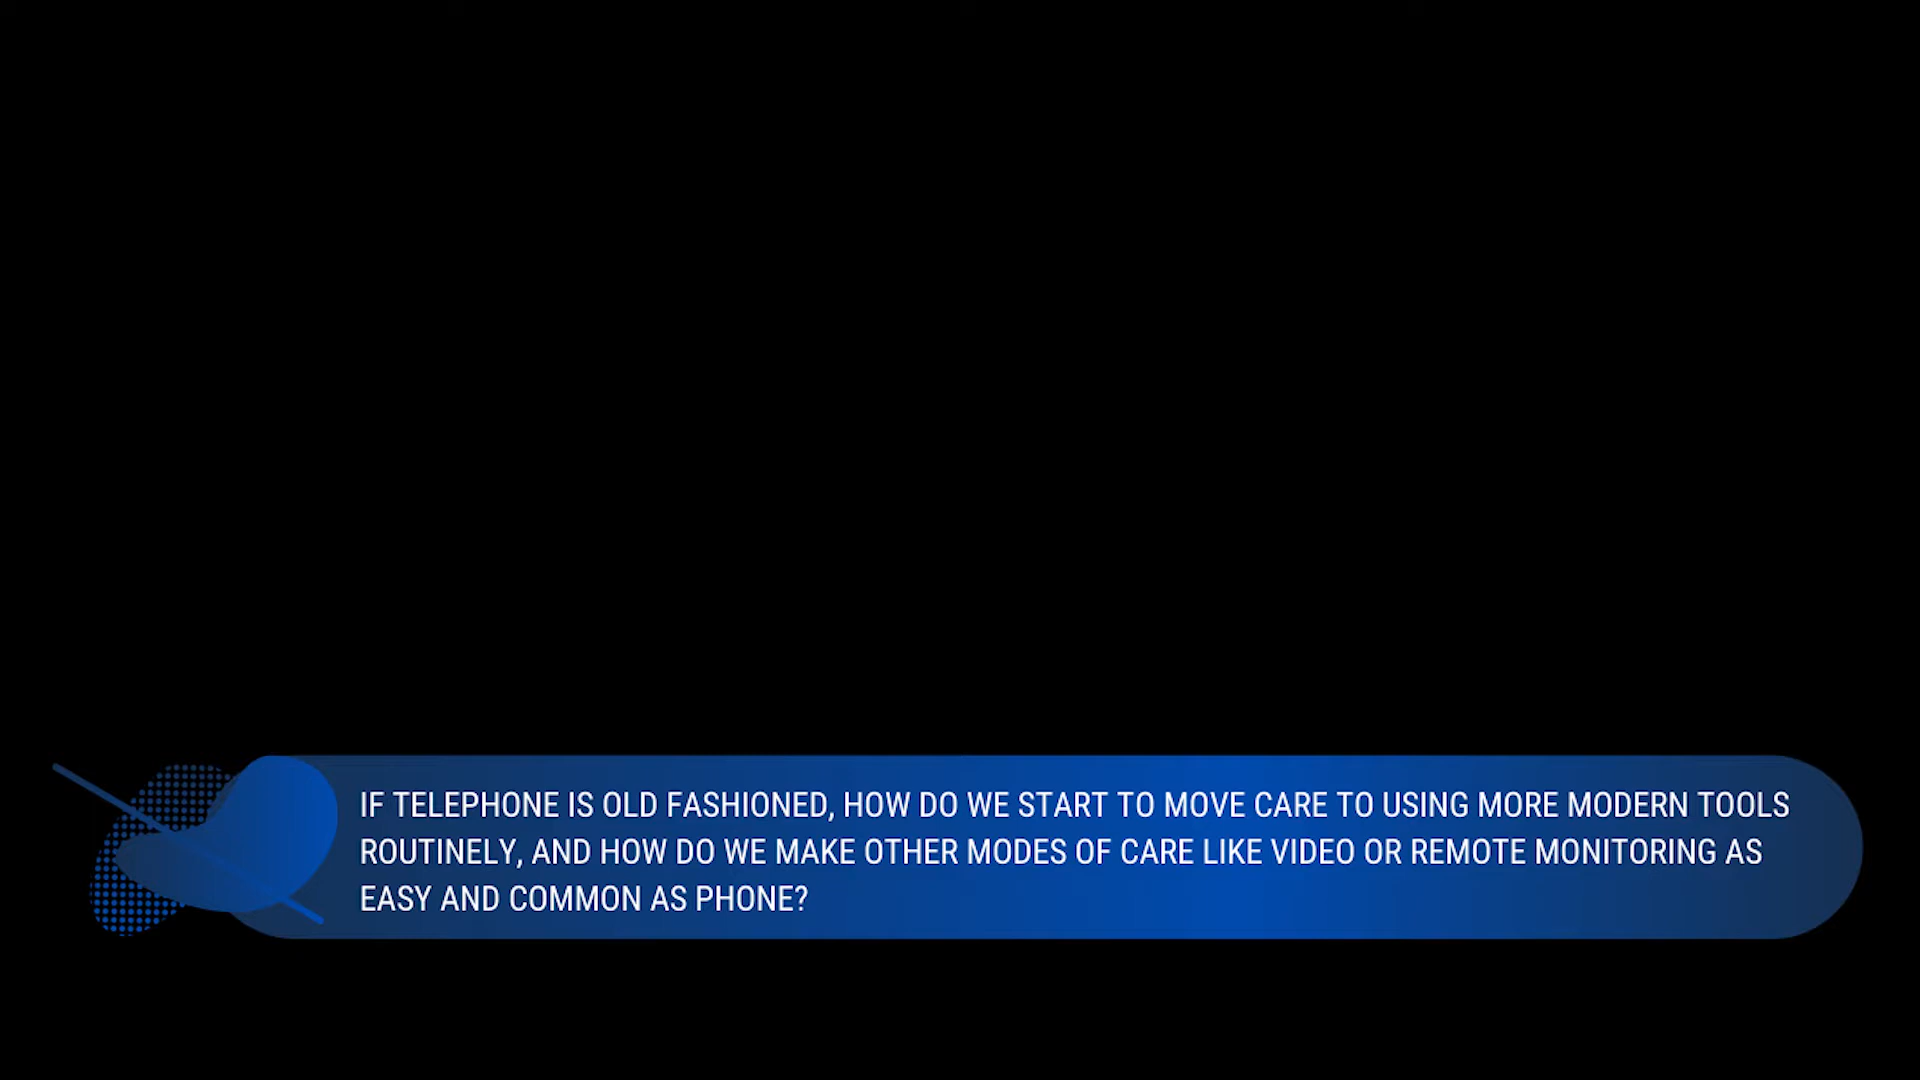 IF TELEPHONE IS OLD FASHIONED, HOW DO WE START TO MOVE CARE TO USING MORE MODERN TOOLS
ROUTINELY, AND HOW DO WE MAKE OTHER MODES OF CARE LIKE VIDEO OR REMOTE MONITORING AS
EASY AND COMMON AS PHONE?